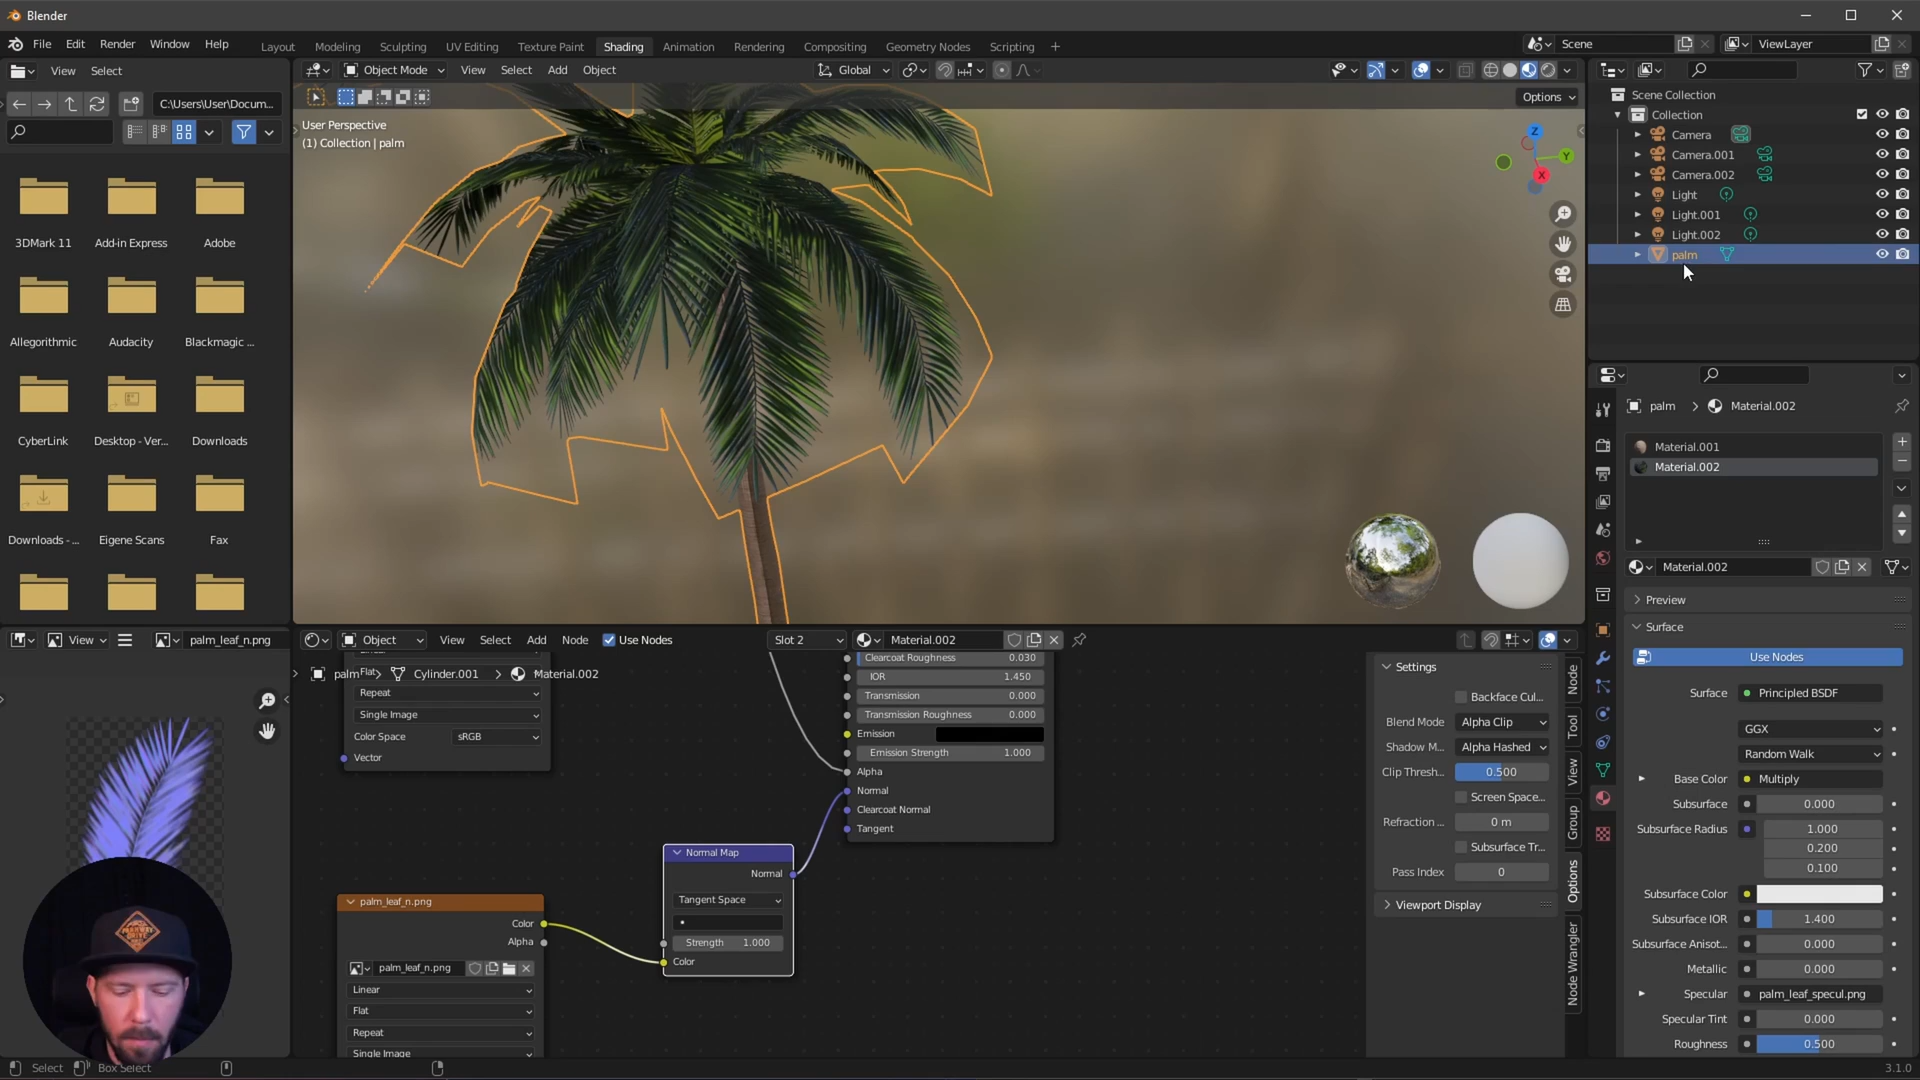 Blender
File Edit Render Window Help
Layout Modeling Sculpting UV Editing Texture Paint Shading Animation Rendering Compositing Geometry Nodes Scripting
Scene
ViewLayer
View Select
Object Mode View Select Add Object
Global
C:\Users\User\Docum...
Options
User Perspective
(1) Collection | palm
Z
Y
X
3DMark 11
Add-in Express
Adobe
Allegorithmic
Audacity
Blackmagic ...
CyberLink
Desktop - Ver...
Downloads
Downloads -...
Eigene Scans
Fax
Scene Collection
Collection
Camera
Camera.001
Camera.002
Light
Light.001
Light.002
palm
palm > Material.002
Material.001
Material.002
Material.002
Preview
Surface
Use Nodes
Surface Principled BSDF
GGX
Random Walk
Base Color Multiply
Subsurface 0.000
Subsurface Radius 1.000
0.200
0.100
Subsurface Color
Subsurface IOR 1.400
Subsurface Anisot... 0.000
Metallic 0.000
Specular palm_leaf_specul.png
Specular Tint 0.000
Roughness 0.500
View
palm_leaf_n.png
Object View Select Add Node Use Nodes
Slot 2
Material.002
palm > Cylinder.001 > Material.002
Flat
Repeat
Single Image
Color Space sRGB
Vector
Clearcoat Roughness 0.030
IOR 1.450
Transmission 0.000
Transmission Roughness 0.000
Emission
Emission Strength 1.000
Alpha
Normal
Clearcoat Normal
Tangent
Normal Map
Normal
Tangent Space
Strength 1.000
Color
palm_leaf_n.png
Color
Alpha
palm_leaf_n.png
Linear
Flat
Repeat
Single Image
Settings
Backface Cul...
Blend Mode Alpha Clip
Shadow M... Alpha Hashed
Clip Thresh... 0.500
Screen Space...
Refraction ... 0 m
Subsurface Tr...
Pass Index 0
Viewport Display
Node
Tool
View
Group
Options
Node Wrangler
Select
Box Select
3.1.0